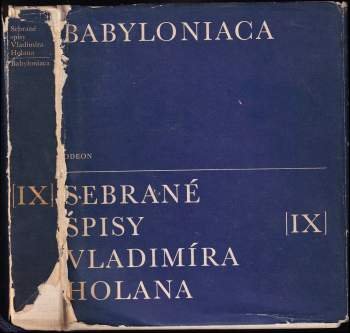 Sebrané
spisy
Vladimíra
Holana
Babyloniaca
[IX]
BABYLONIACA
ODEON
SEBRANÉ
SPISY
VLADIMÍRA
HOLANA
[IX]